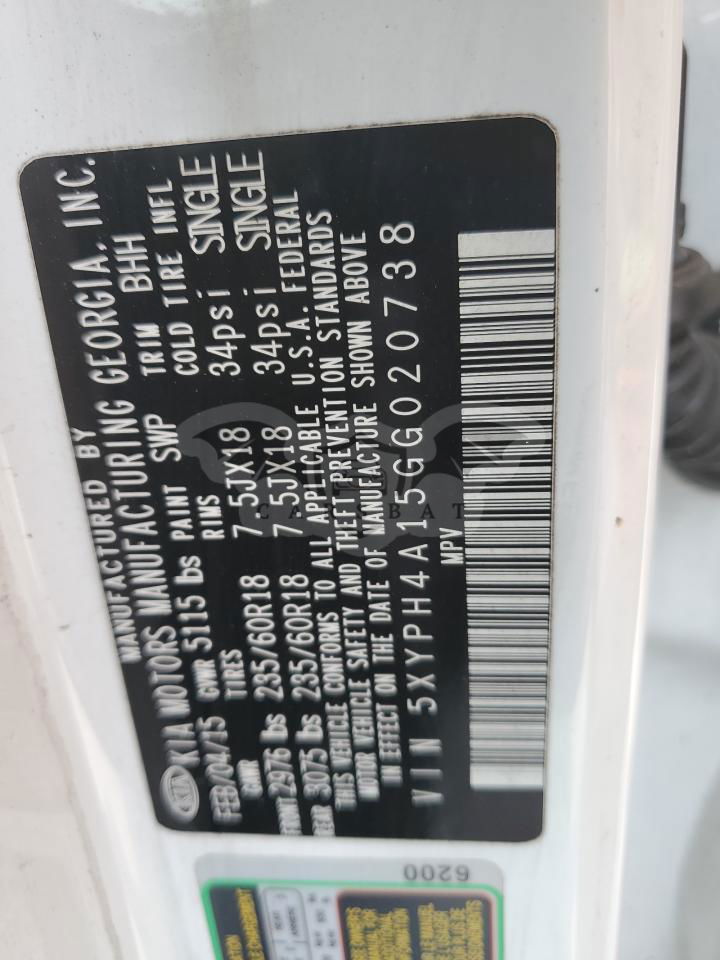 MANUFACTURED BY
KIA MOTORS MANUFACTURING GEORGIA, INC.
FEB/04/15 GVWR 5115 lbs PAINT SWP TRIM BHH
GAWR TIRES RIMS COLD TIRE INFL
FRONT 2976 lbs 235/60R18 7.5JX18 34psi SINGLE
REAR 3075 lbs 235/60R18 7.5JX18 34psi SINGLE
THIS VEHICLE CONFORMS TO ALL APPLICABLE U.S.A. FEDERAL
MOTOR VEHICLE SAFETY AND THEFT PREVENTION STANDARDS
IN EFFECT ON THE DATE OF MANUFACTURE SHOWN ABOVE
VIN 5XYPH4A15GG020738
MPV
CARSBAT
6200